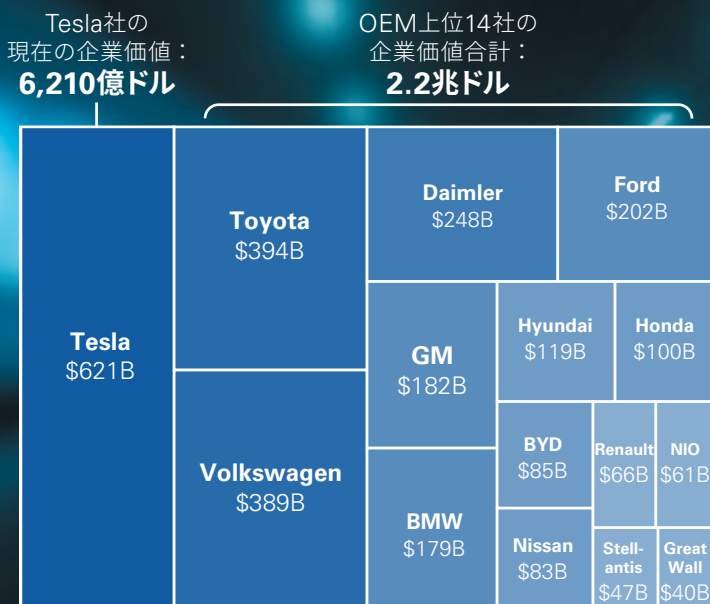 Tesla社の
現在の企業価値：
6,210億ドル
OEM上位14社の
企業価値合計：
2.2兆ドル
Tesla
$621B
Toyota
$394B
Volkswagen
$389B
Daimler
$248B
Ford
$202B
GM
$182B
BMW
$179B
Hyundai
$119B
Honda
$100B
BYD
$85B
Renault
$66B
NIO
$61B
Nissan
$83B
Stell-
antis
$47B
Great
Wall
$40B